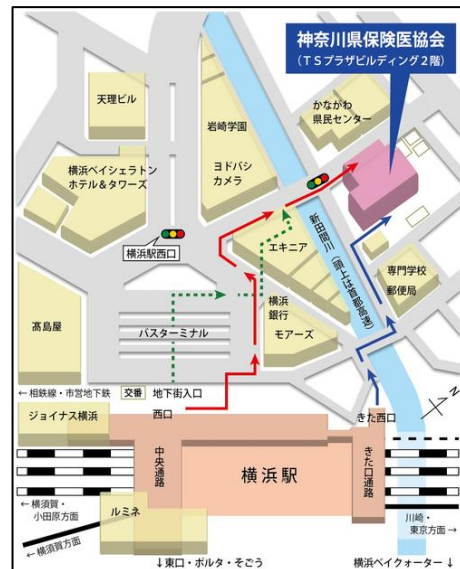 神奈川県保険医協会
（TSプラザビルディング2階）
天理ビル
岩崎学園
かながわ
県民センター
横浜ベイシェラトン
ホテル&タワーズ
ヨドバシ
カメラ
横浜駅西口
エキニア
新田間川（頭上は首都高速）
専門学校
郵便局
高島屋
バスターミナル
横浜
銀行
モアーズ
←相鉄線・市営地下鉄
交番
地下街入口
ジョイナス横浜
西口
きた西口
N
中央通路
横浜駅
きた口通路
←横須賀・
小田原方面
←横須賀方面
ルミネ
川崎・
東京方面→
↓東口・ポルタ・そごう
横浜ベイクォーター↓